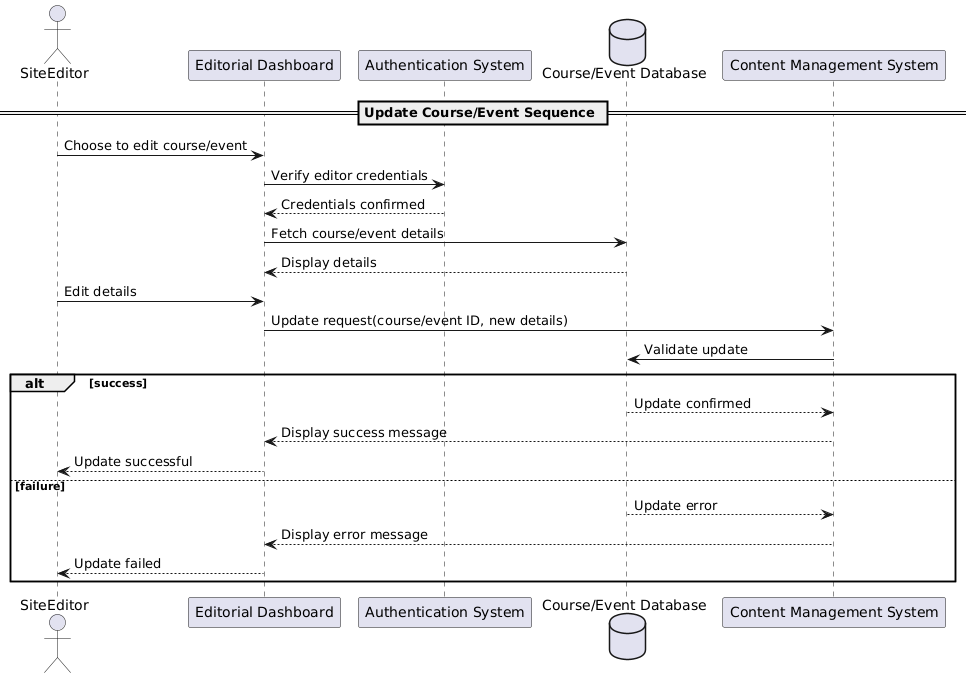 SiteEditor
Editorial Dashboard
Authentication System
Course/Event Database
Content Management System
Update Course/Event Sequence
Choose to edit course/event
Verify editor credentials
Credentials confirmed
Fetch course/event details
Display details
Edit details
Update request(course/event ID, new details)
Validate update
alt [success]
Update confirmed
Display success message
Update successful
[failure]
Update error
Display error message
Update failed
SiteEditor
Editorial Dashboard
Authentication System
Course/Event Database
Content Management System